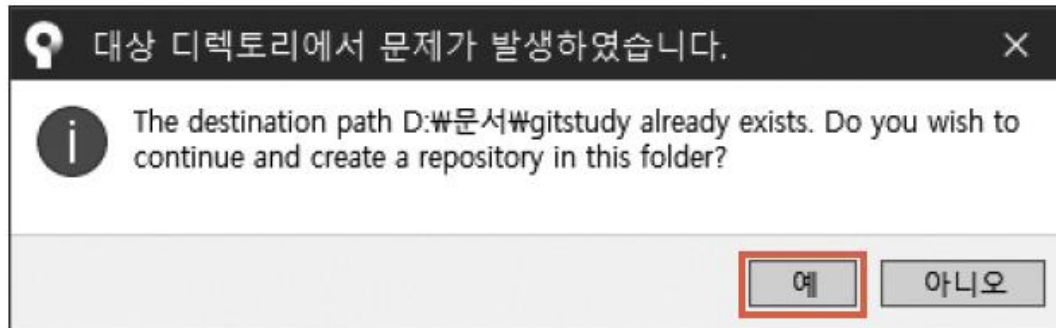 대상 디렉토리에서 문제가 발생하였습니다.
The destination path D:₩문서₩gitstudy already exists. Do you wish to
continue and create a repository in this folder?
예
아니오